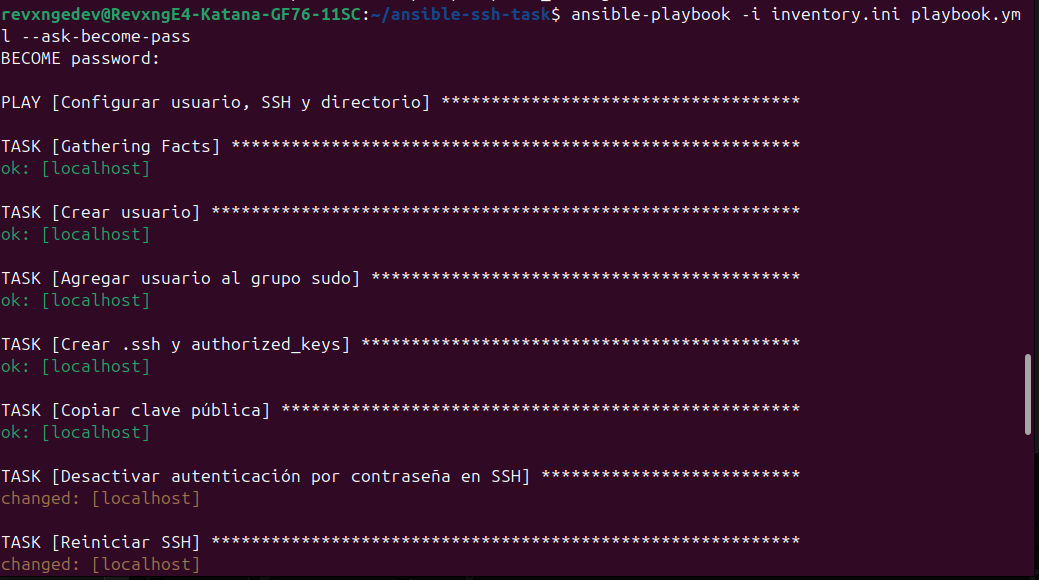 revxngedev@RevxngE4-Katana-GF76-11SC:~/ansible-ssh-task$ ansible-playbook -i inventory.ini playbook.ym
l --ask-become-pass
BECOME password:
PLAY [Configurar usuario, SSH y directorio] ************************************
TASK [Gathering Facts] *********************************************************
ok: [localhost]
TASK [Crear usuario] ***********************************************************
ok: [localhost]
TASK [Agregar usuario al grupo sudo] *******************************************
ok: [localhost]
TASK [Crear .ssh y authorized_keys] ********************************************
ok: [localhost]
TASK [Copiar clave pública] ****************************************************
ok: [localhost]
TASK [Desactivar autenticación por contraseña en SSH] **************************
changed: [localhost]
TASK [Reiniciar SSH] ***********************************************************
changed: [localhost]